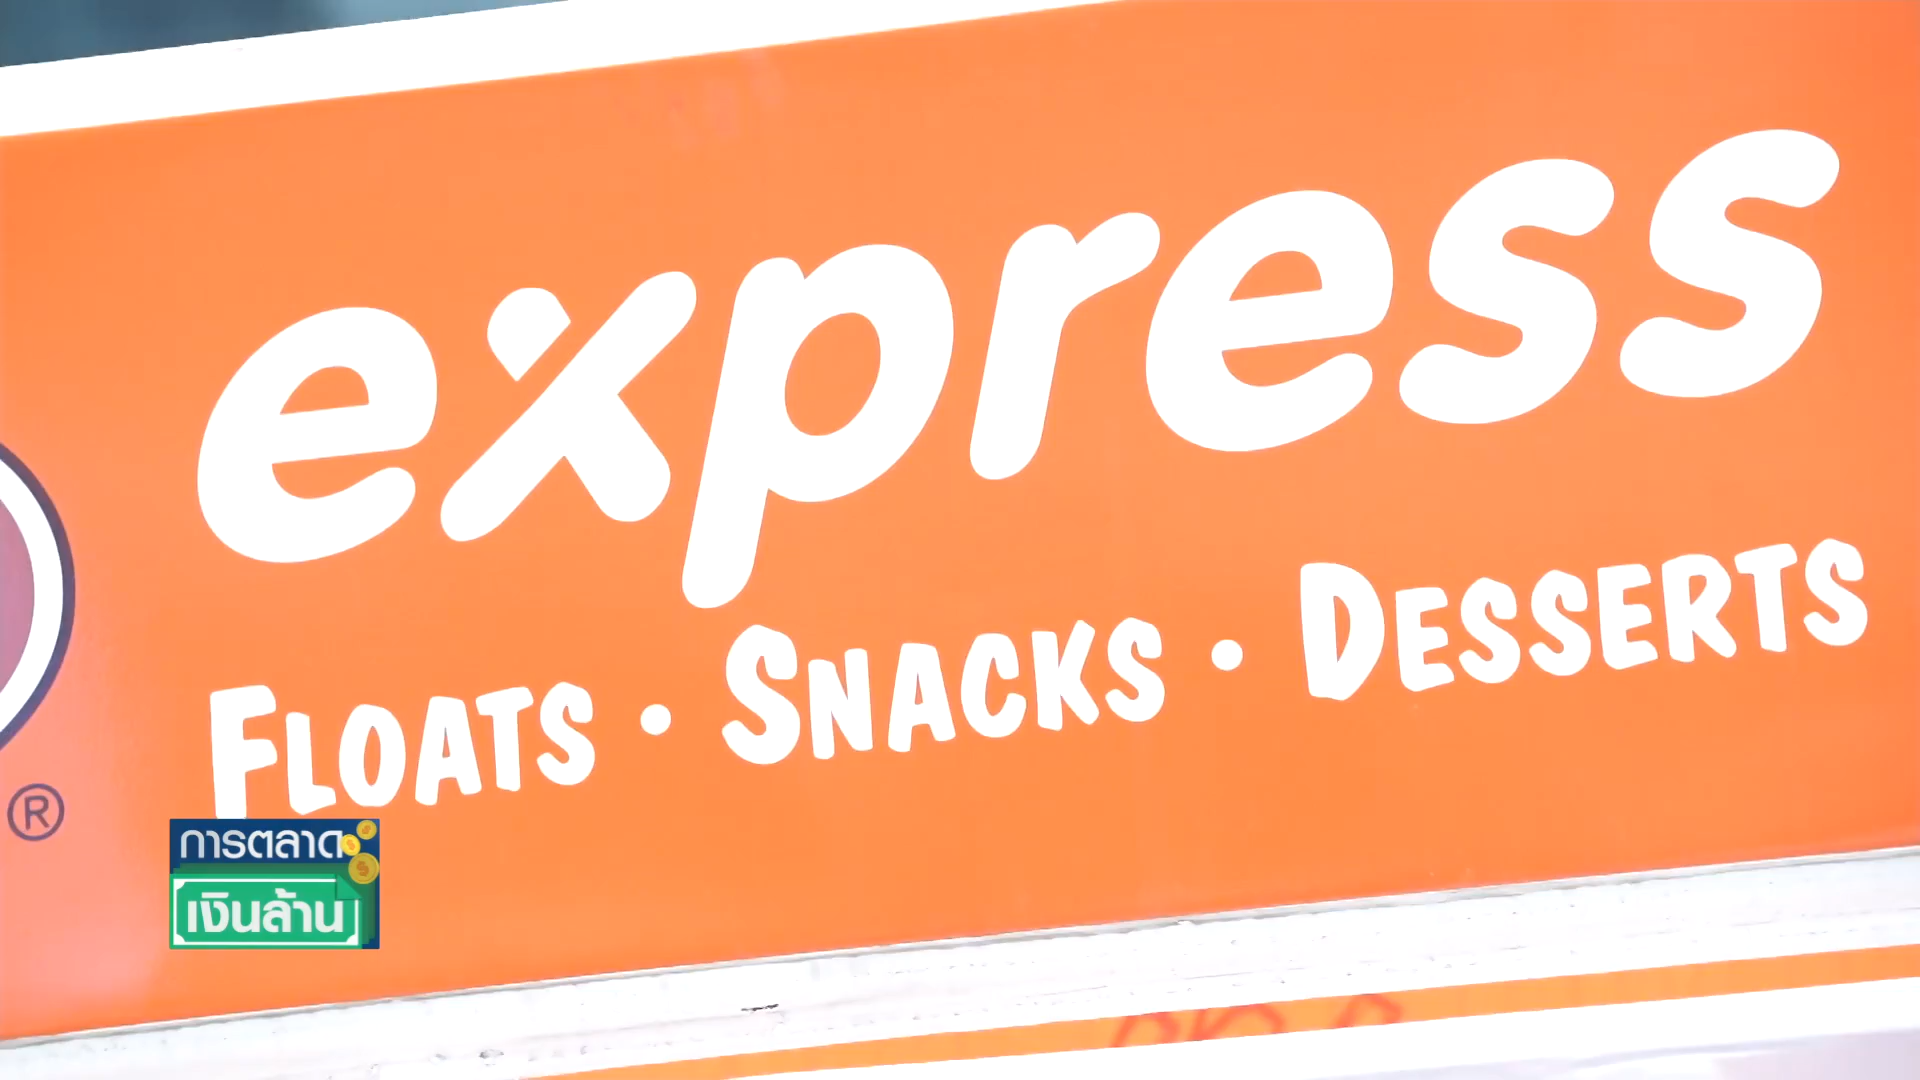 express
FLOATS • SNACKS • DESSERTS
®
การตลาด
เงินล้าน